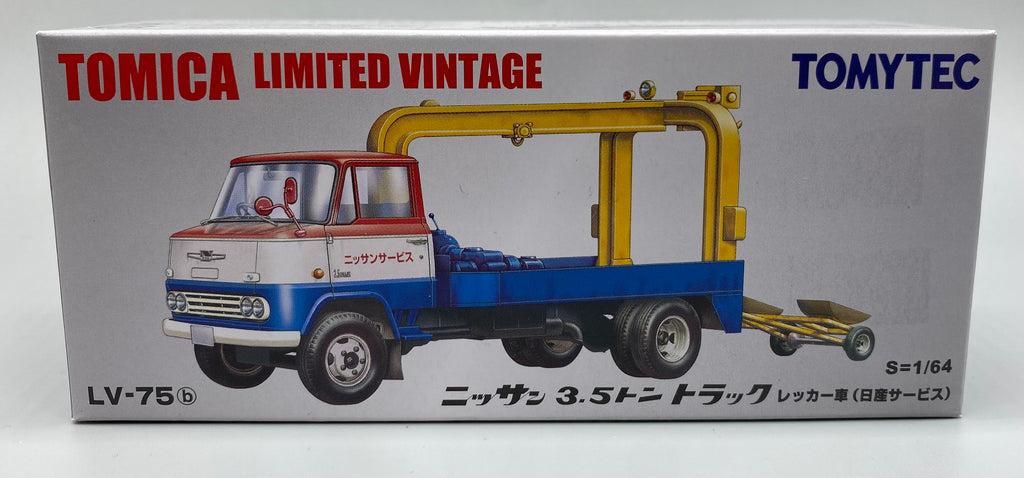 TOMICA LIMITED VINTAGE
TOMYTEC
ニッサンサービス
S=1/64
LV-75ⓑ
ニッサン 3.5トン トラック レッカー車(日産サービス)